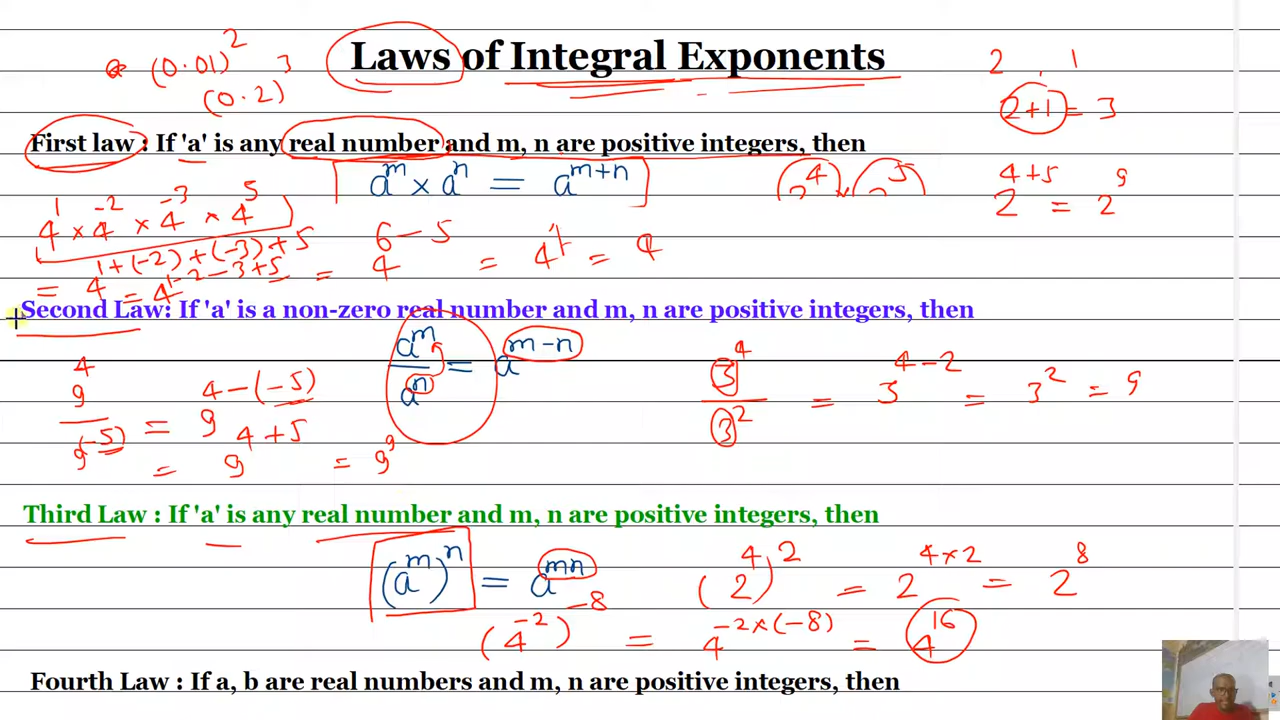 Laws of Integral Exponents
(0.01)^2
(0.2)^3
2 , 1
2+1 = 3
First law : If 'a' is any real number and m, n are positive integers, then
a^m × a^n = a^{m+n}
2^{4+5} = 2^9
4^1 × 4^{-2} × 4^{-3} × 4^5
= 4^{1+(-2)+(-3)+5} = 4^{1-2-3+5} = 4^{6-5} = 4^1 = 4
Second Law: If 'a' is a non-zero real number and m, n are positive integers, then
a^m / a^n = a^{m-n}
3^4 / 3^2 = 3^{4-2} = 3^2 = 9
9^4 / 9^{(-5)} = 9^{4-(-5)}
= 9^{4+5} = 9^9
Third Law : If 'a' is any real number and m, n are positive integers, then
(a^m)^n = a^{mn}
(2^4)^2 = 2^{4×2} = 2^8
(4^{-2})^{-8} = 4^{-2×(-8)} = 4^{16}
Fourth Law : If a, b are real numbers and m, n are positive integers, then